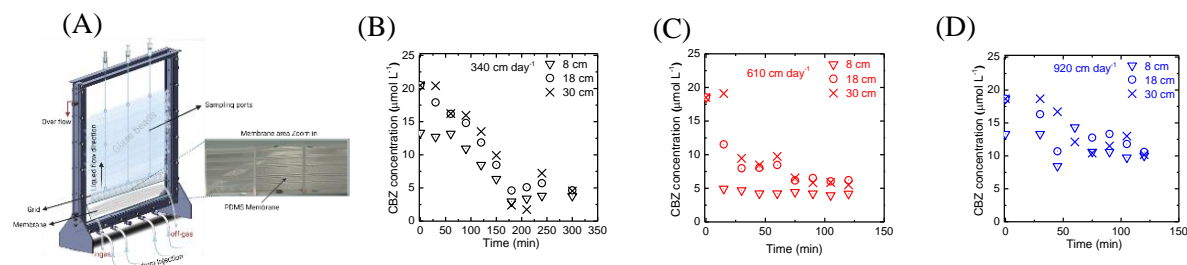 (A)
Over flow
Liqued flow direction
Glass beads
Sampling ports
Membrane area Zoom in
PDMS Membrane
Grid
Membrane
off-gas
Injection
(B)
340 cm day-1
8 cm
18 cm
30 cm
CBZ concentration (μmol L-1)
25
20
15
10
5
0
0 50 100 150 200 250 300 350
Time (min)
(C)
610 cm day-1
8 cm
18 cm
30 cm
CBZ concentration (μmol L-1)
25
20
15
10
5
0
0 50 100 150
Time (min)
(D)
920 cm day-1
8 cm
18 cm
30 cm
CBZ concentration (μmol L-1)
25
20
15
10
5
0
0 50 100 150
Time (min)